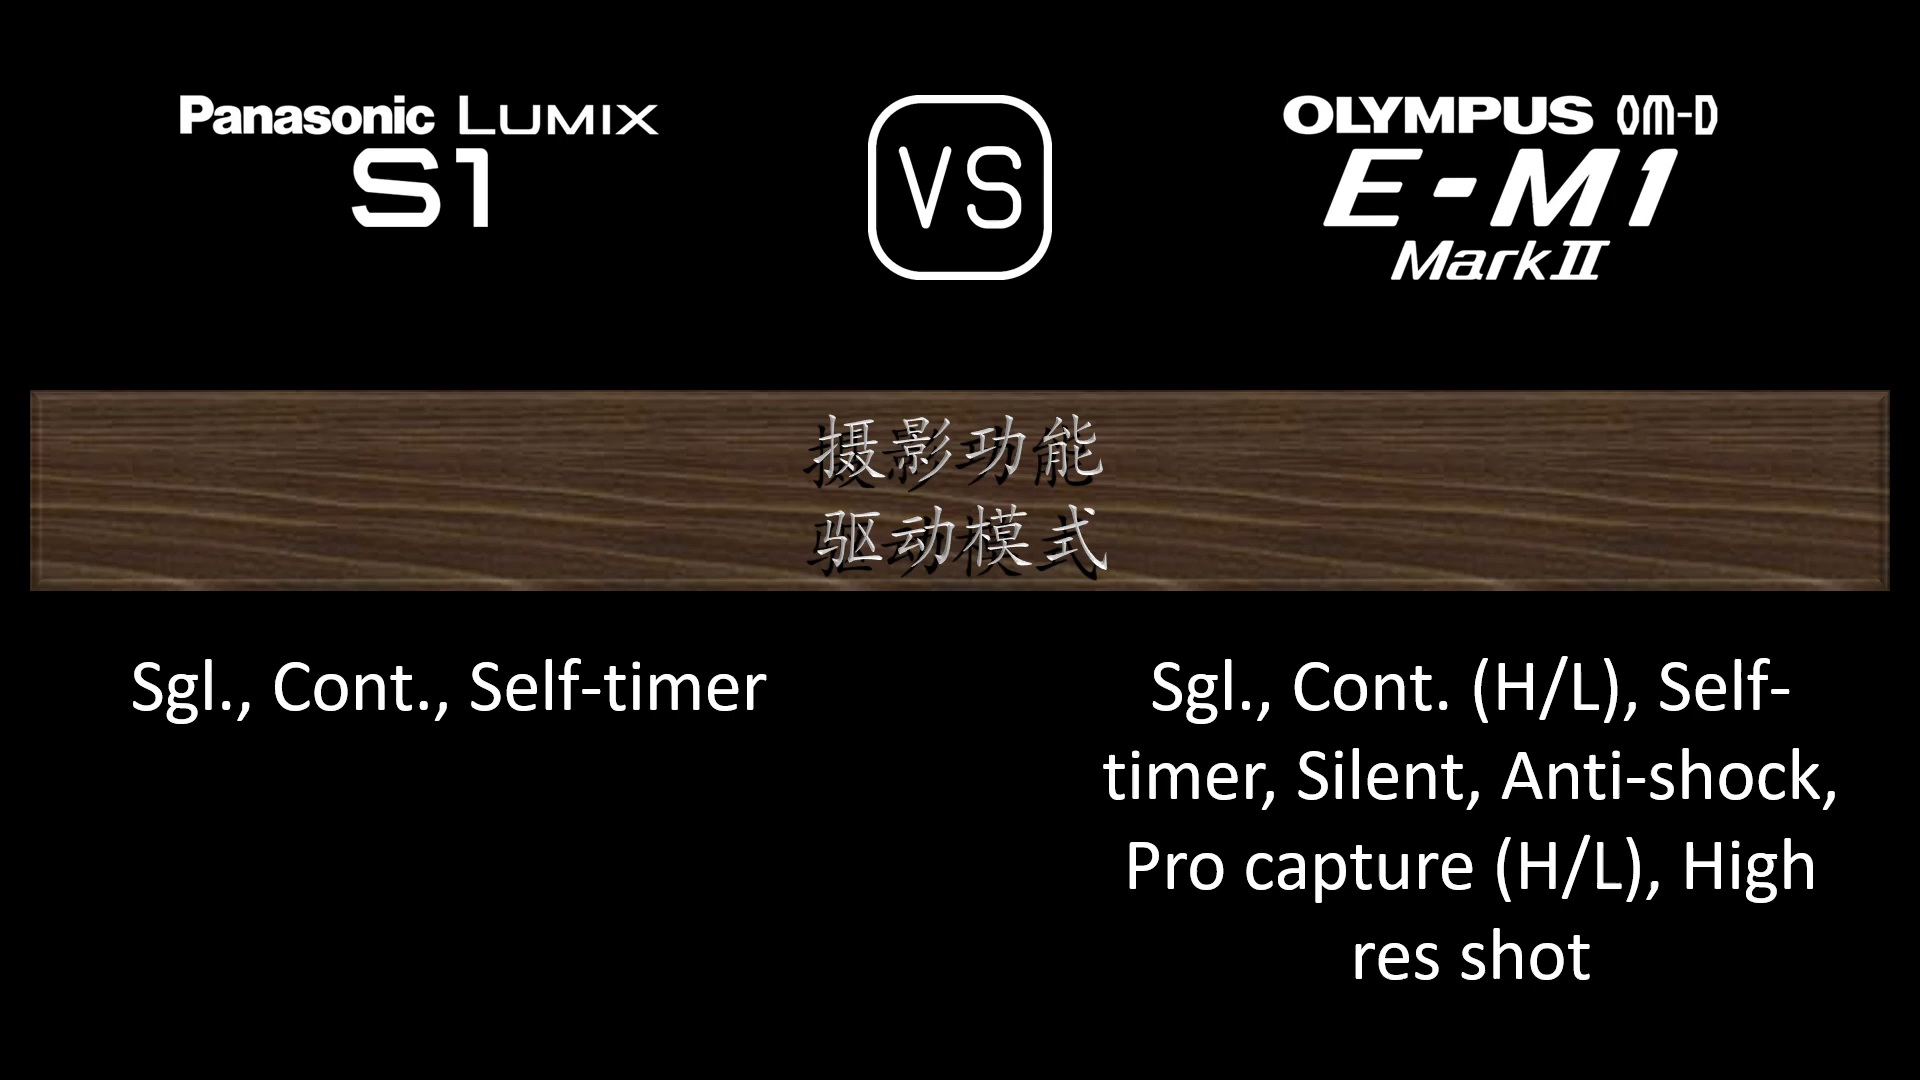 Panasonic LUMIX
S1
VS
OLYMPUS OM-D
E-M1
Mark II
摄影功能
驱动模式
Sgl., Cont., Self-timer
Sgl., Cont. (H/L), Self-
timer, Silent, Anti-shock,
Pro capture (H/L), High
res shot